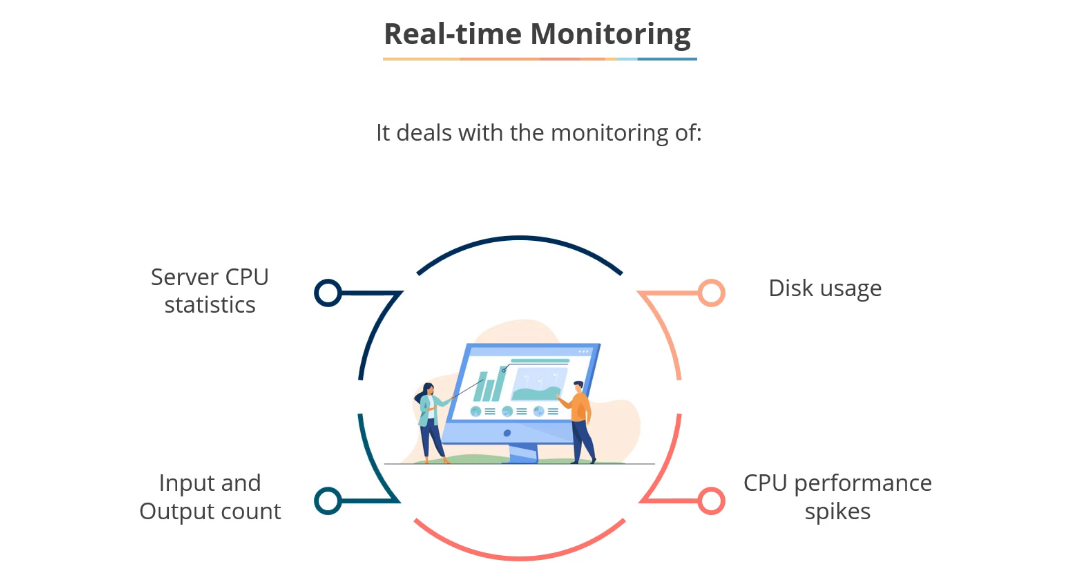 Real-time Monitoring
It deals with the monitoring of:
Server CPU
statistics
Disk usage
Input and
Output count
CPU performance
spikes